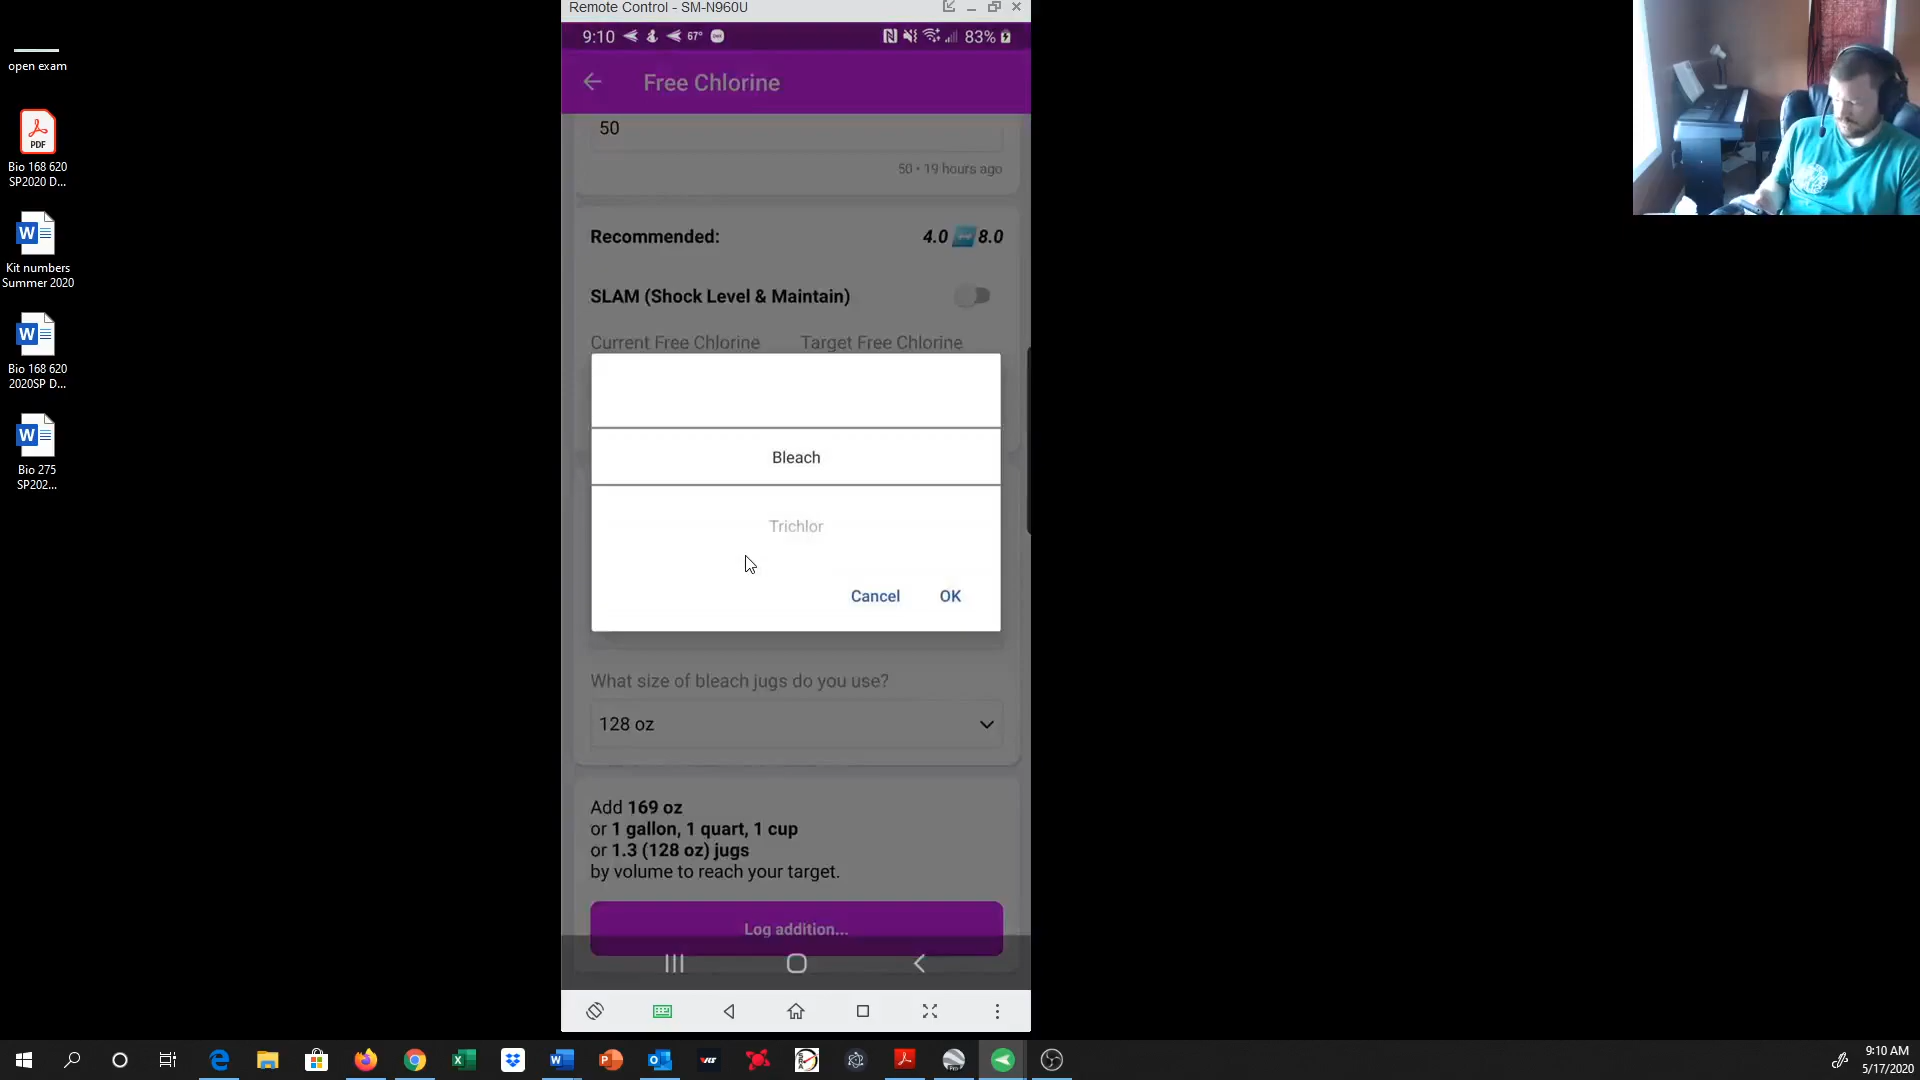 Remote Control - SM-N960U
9:10 67° 83%
Free Chlorine
50
50 • 19 hours ago
Recommended: 4.0 8.0
SLAM (Shock Level & Maintain)
Current Free Chlorine Target Free Chlorine
Bleach
Trichlor
Cancel OK
What size of bleach jugs do you use?
128 oz
Add 169 oz
or 1 gallon, 1 quart, 1 cup
or 1.3 (128 oz) jugs
by volume to reach your target.
Log addition...
open exam
PDF
Bio 168 620
SP2020 D...
Kit numbers
Summer 2020
Bio 168 620
2020SP D...
Bio 275
SP202...
9:10 AM
5/17/2020